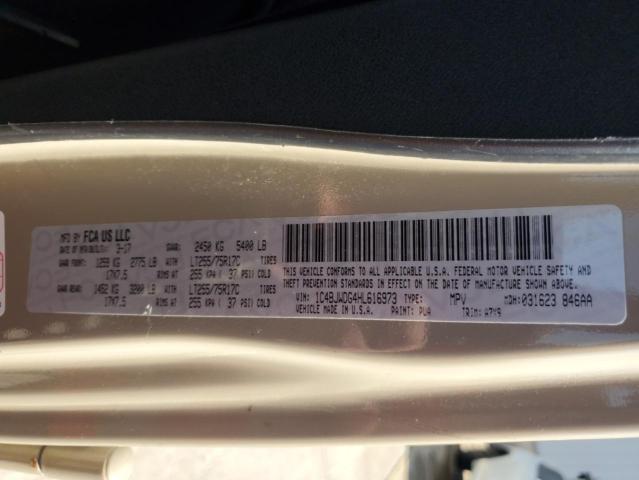 MFD BY FCA US LLC
DATE OF MFR 3-17 GVWR: 2450 KG 5400 LB
GAWR FRONT: 1259 KG 2775 LB WITH LT255/75R17C TIRES
17X7.5 RIMS AT 255 KPA ( 37 PSI) COLD
GAWR REAR: 1452 KG 3200 LB WITH LT255/75R17C TIRES
17X7.5 RIMS AT 255 KPA ( 37 PSI) COLD
THIS VEHICLE CONFORMS TO ALL APPLICABLE U.S.A. FEDERAL MOTOR VEHICLE SAFETY, BUMPER,
AND THEFT PREVENTION STANDARDS IN EFFECT ON THE DATE OF MANUFACTURE SHOWN ABOVE.
VIN: 1C4BJWDG4HL616973 TYPE: MPV MDH: 031623 846AA
VEHICLE MADE IN U.S.A. PAINT: PUA TRIM: A7Y9